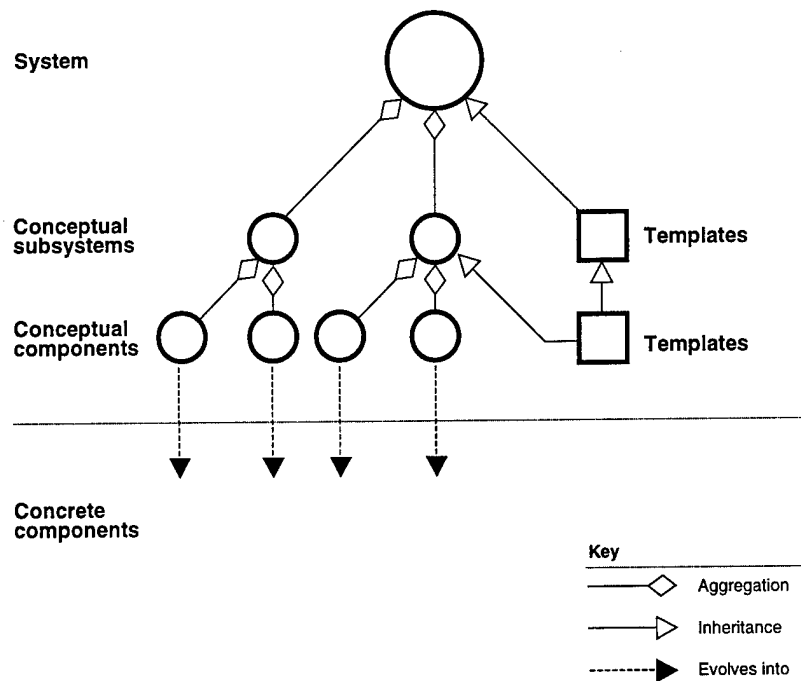 System
Conceptual
subsystems
Templates
Conceptual
components
Templates
Concrete
components
Key
Aggregation
Inheritance
Evolves into